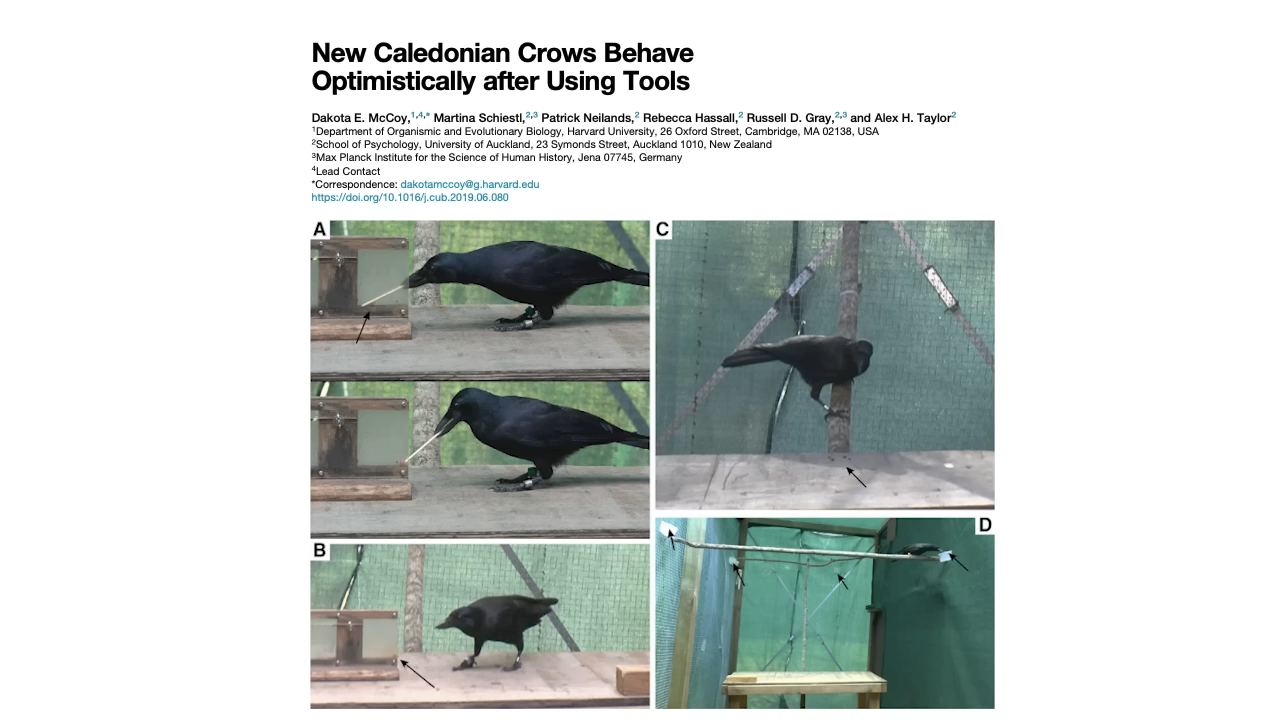 New Caledonian Crows Behave
Optimistically after Using Tools
Dakota E. McCoy,1,4,* Martina Schiestl,2,3 Patrick Neilands,2 Rebecca Hassall,2 Russell D. Gray,2,3 and Alex H. Taylor2
1Department of Organismic and Evolutionary Biology, Harvard University, 26 Oxford Street, Cambridge, MA 02138, USA
2School of Psychology, University of Auckland, 23 Symonds Street, Auckland 1010, New Zealand
3Max Planck Institute for the Science of Human History, Jena 07745, Germany
4Lead Contact
*Correspondence: dakotamccoy@g.harvard.edu
https://doi.org/10.1016/j.cub.2019.06.080
A
C
B
D